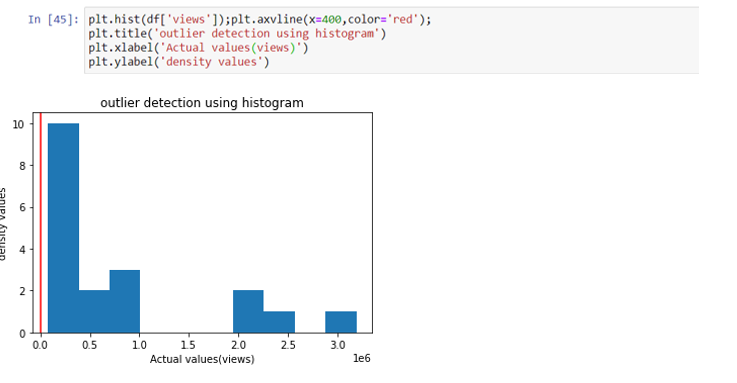 In [45]: plt.hist(df['views']);plt.axvline(x=400,color='red');
plt.title('outlier detection using histogram')
plt.xlabel('Actual values(views)')
plt.ylabel('density values')
outlier detection using histogram
10
8
6
4
2
0
density values
0.0 0.5 1.0 1.5 2.0 2.5 3.0
1e6
Actual values(views)